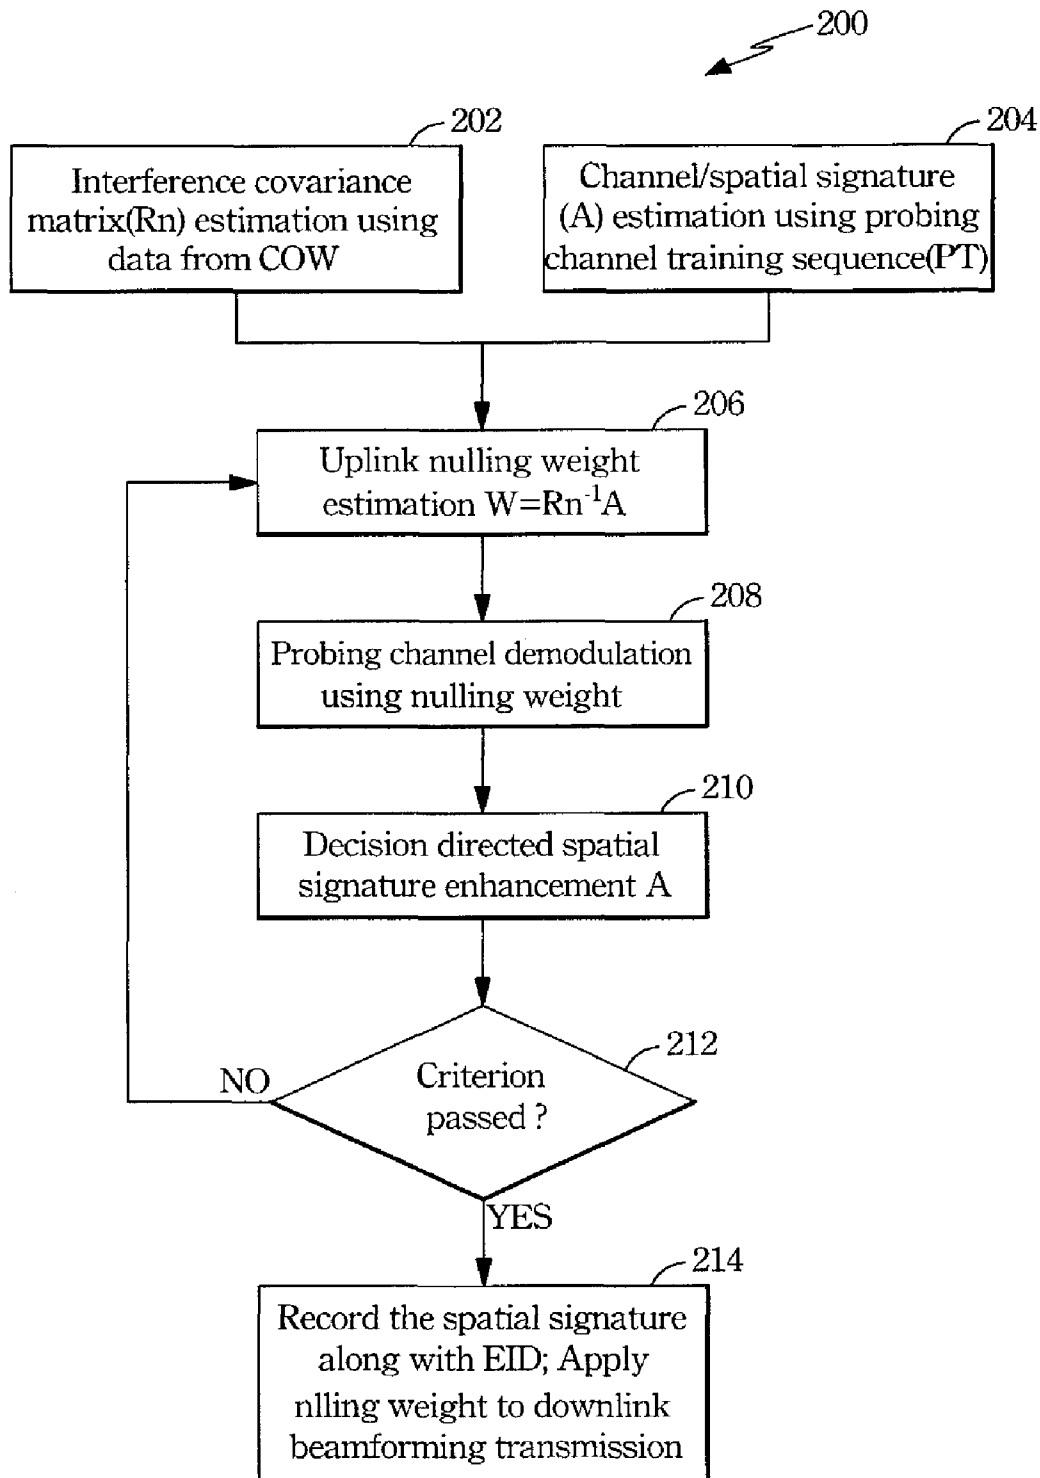 200
202
Interference covariance
matrix(Rn) estimation using
data from COW
204
Channel/spatial signature
(A) estimation using probing
channel training sequence(PT)
206
Uplink nulling weight
estimation W=Rn⁻¹A
208
Probing channel demodulation
using nulling weight
210
Decision directed spatial
signature enhancement A
212
Criterion
passed ?
NO
YES
214
Record the spatial signature
along with EID; Apply
nlling weight to downlink
beamforming transmission